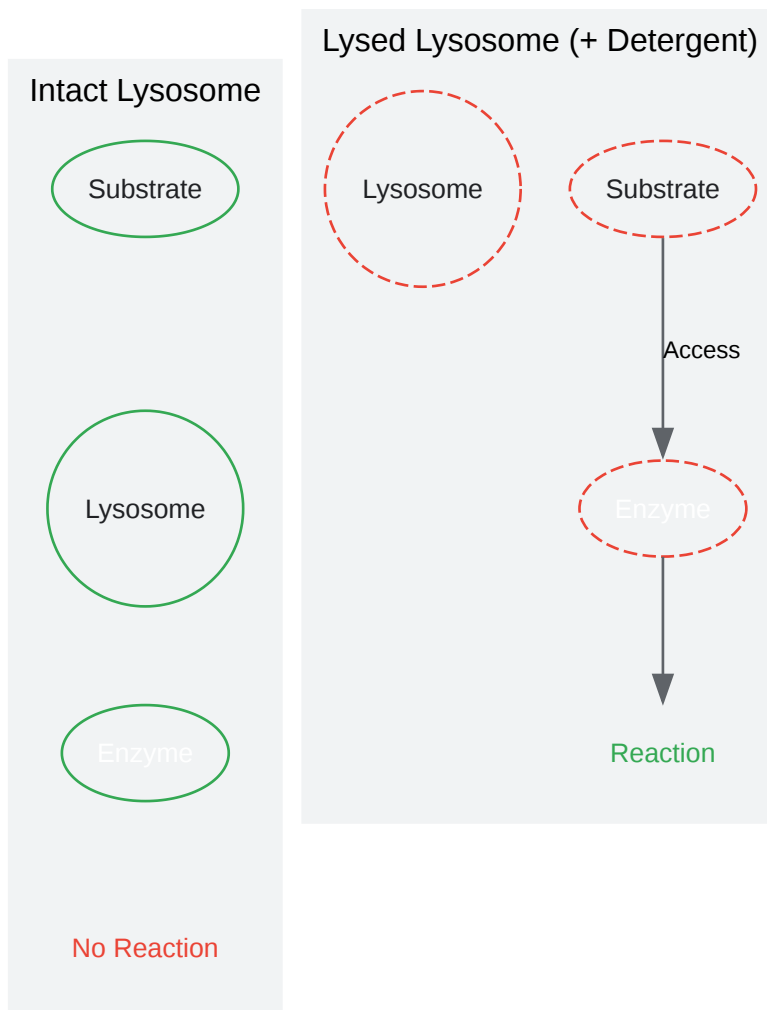 Intact Lysosome
Substrate
Lysosome
Enzyme
No Reaction
Lysed Lysosome (+ Detergent)
Lysosome
Substrate
Access
Enzyme
Reaction